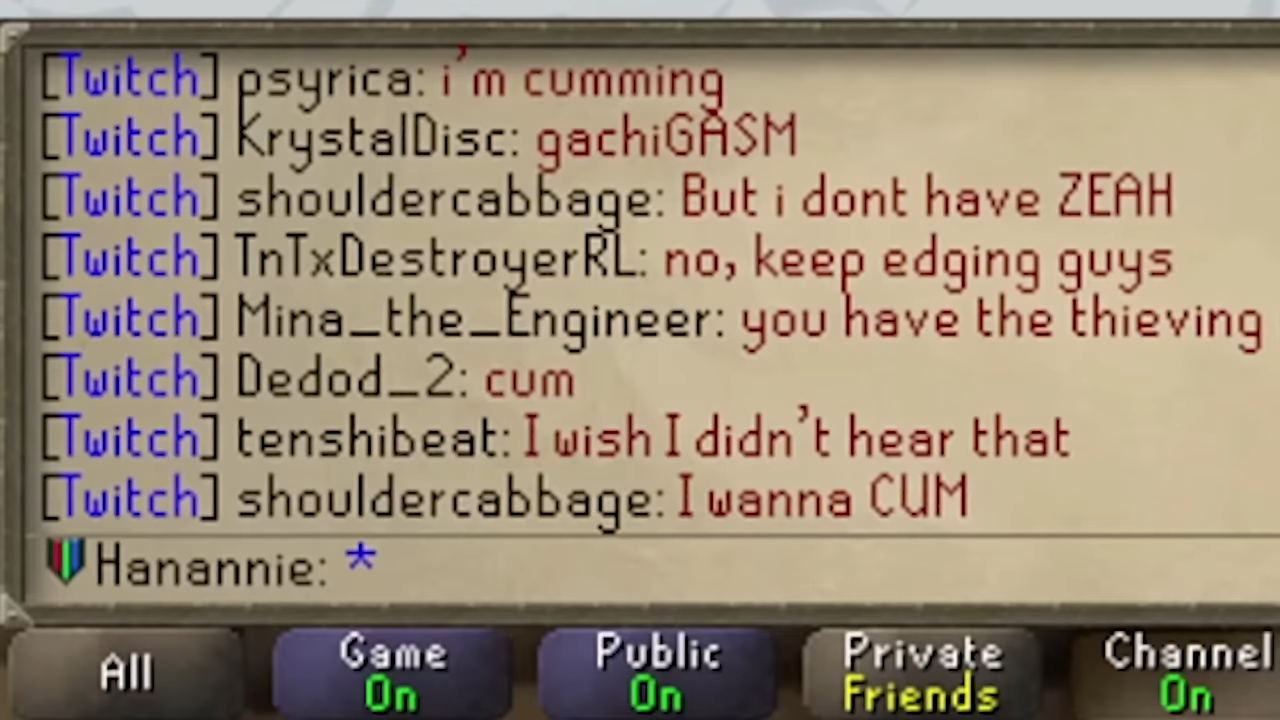 [Twitch] psyrica: i'm cumming
[Twitch] KrystalDisc: gachiGASM
[Twitch] shouldercabbage: But i dont have ZEAH
[Twitch] TnTxDestroyerRL: no, keep edging guys
[Twitch] Mina_the_Engineer: you have the thieving
[Twitch] Dedod_2: cum
[Twitch] tenshibeat: I wish I didn't hear that
[Twitch] shouldercabbage: I wanna CUM
Hanannie: *
All Game Public Private Channel
On On Friends On